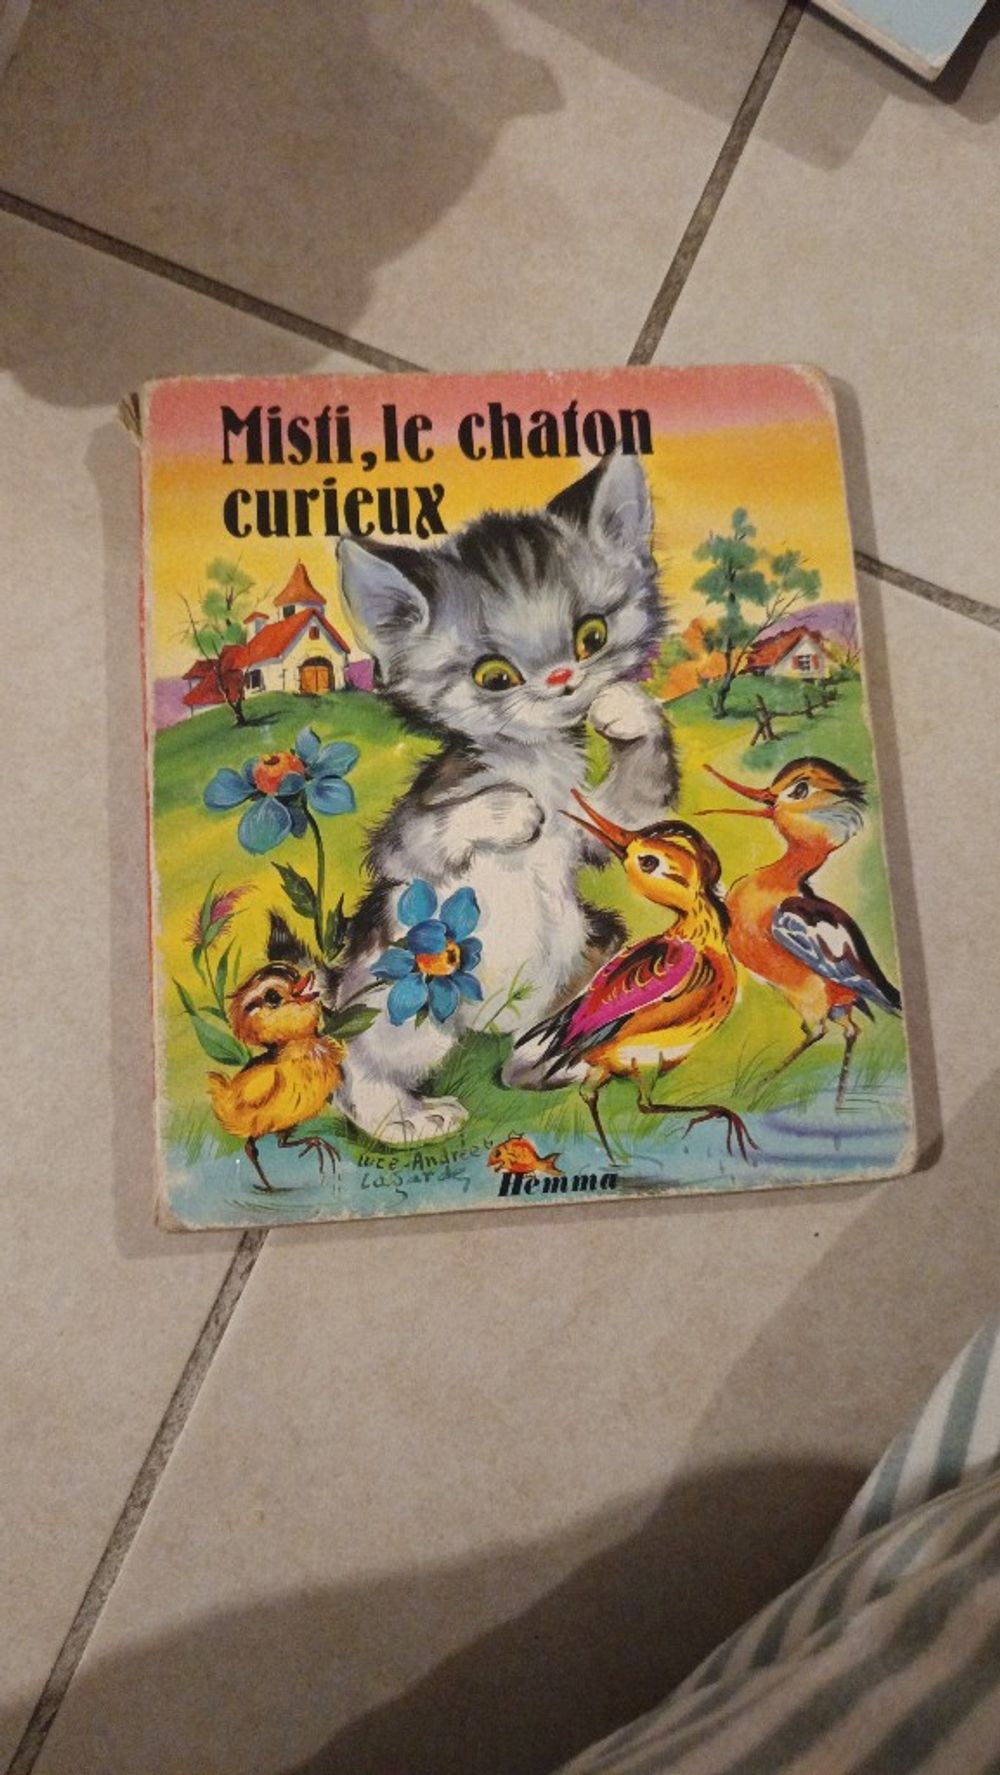 Misti, le chaton
curieux
Luce-Andrée
Lagarde
Hemma